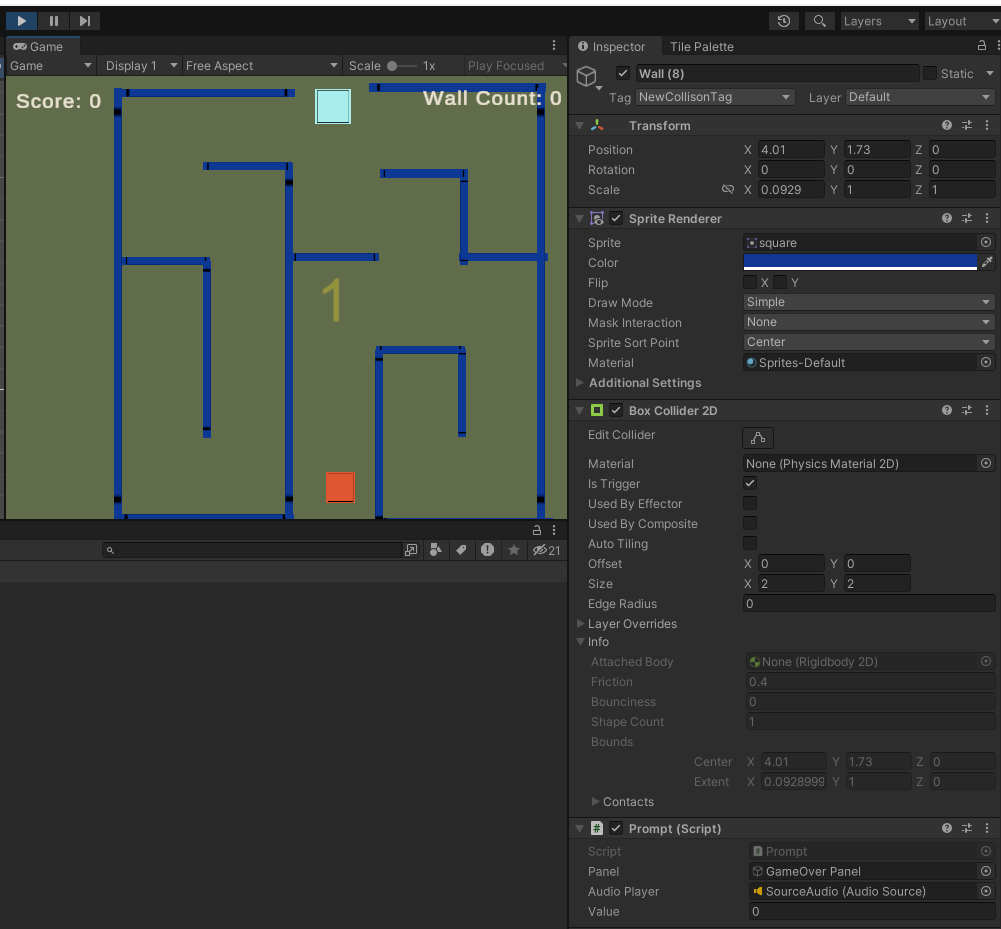 Layers
Layout
Game
Inspector
Tile Palette
Game
Display 1
Free Aspect
Scale
1x
Play Focused
Wall (8)
Static
Tag
NewCollisonTag
Layer
Default
Score: 0
Wall Count: 0
1
Transform
Position X 4.01 Y 1.73 Z 0
Rotation X 0 Y 0 Z 0
Scale X 0.0929 Y 1 Z 1
Sprite Renderer
Sprite square
Color
Flip X Y
Draw Mode Simple
Mask Interaction None
Sprite Sort Point Center
Material Sprites-Default
Additional Settings
Box Collider 2D
Edit Collider
Material None (Physics Material 2D)
Is Trigger
Used By Effector
Used By Composite
Auto Tiling
Offset X 0 Y 0
Size X 2 Y 2
Edge Radius 0
Layer Overrides
Info
Attached Body None (Rigidbody 2D)
Friction 0.4
Bounciness 0
Shape Count 1
Bounds
Center X 4.01 Y 1.73 Z 0
Extent X 0.0928999 Y 1 Z 0
Contacts
Prompt (Script)
Script Prompt
Panel GameOver Panel
Audio Player SourceAudio (Audio Source)
Value 0
21